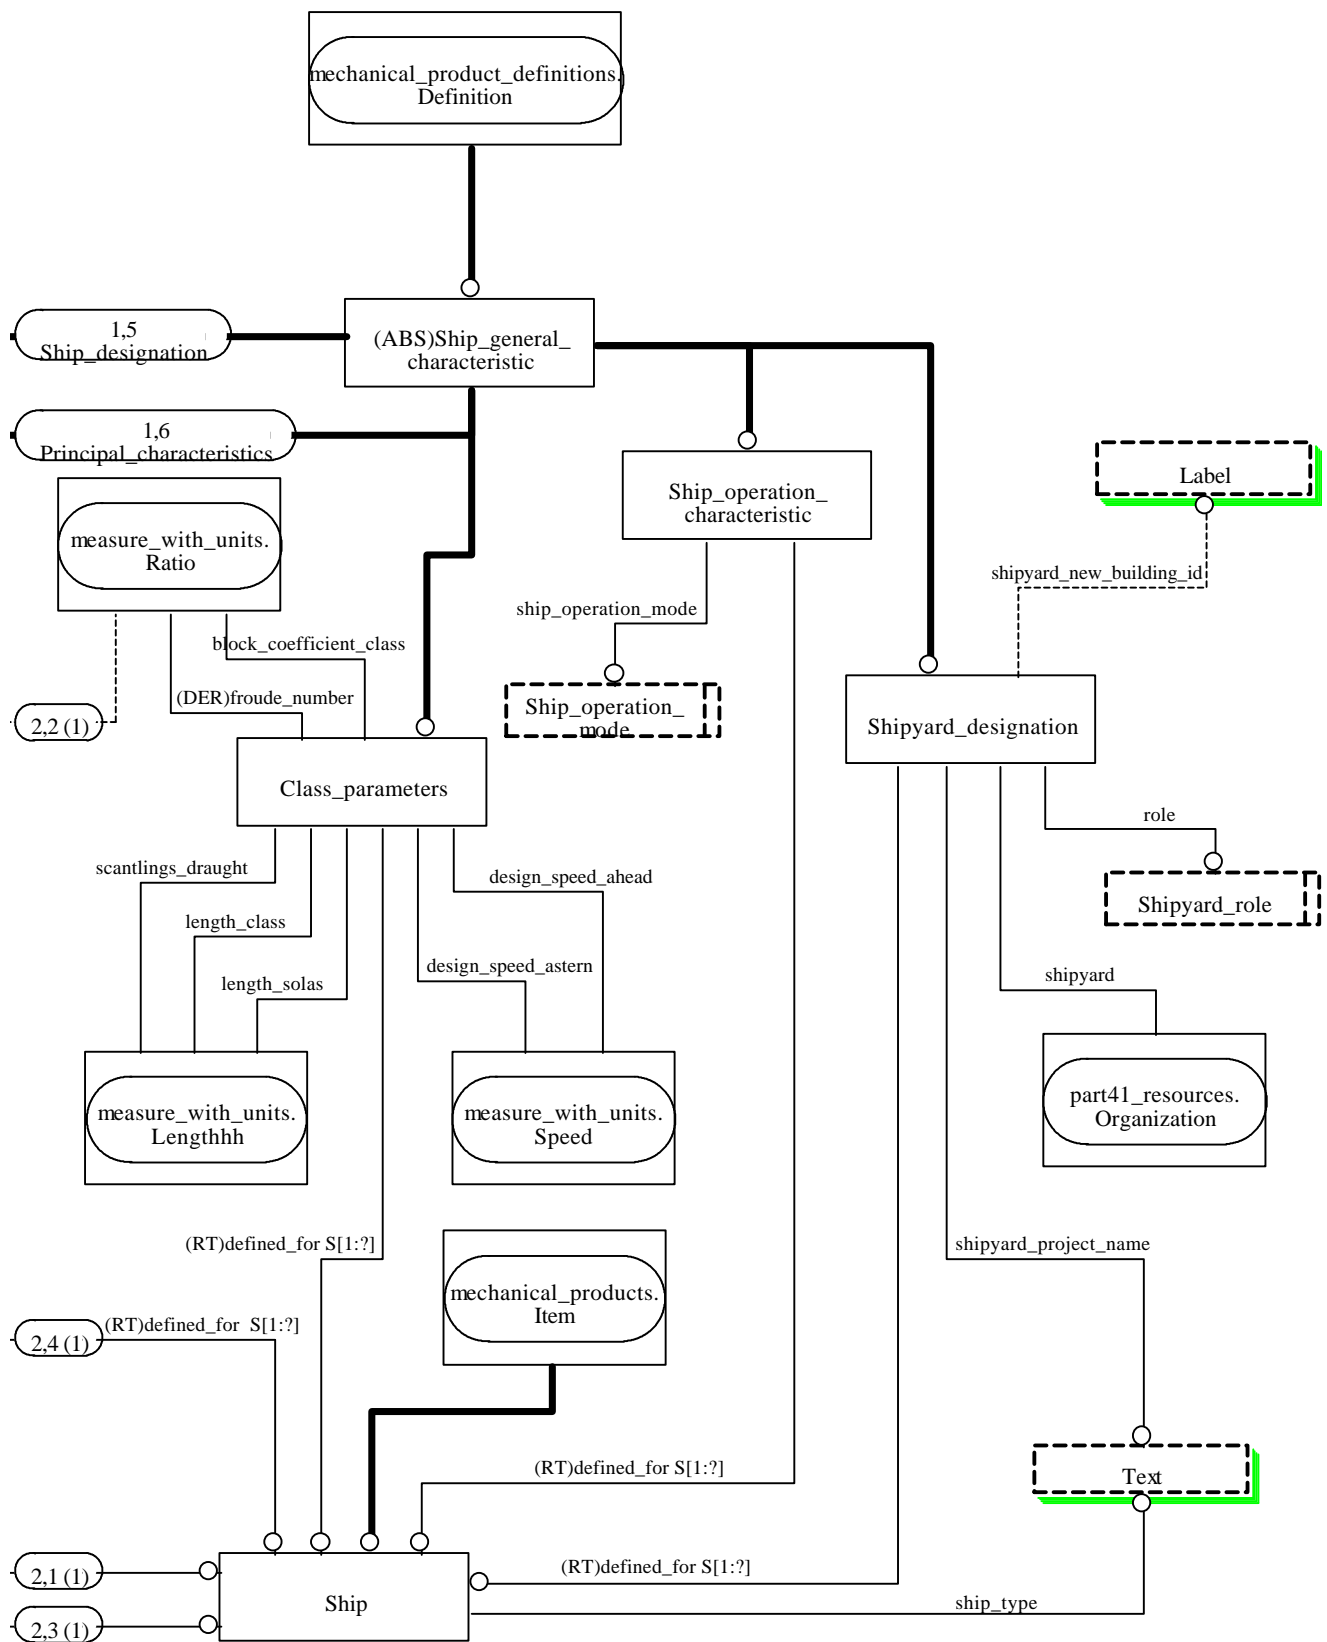 mechanical_product_definitions.
Definition
1,5
Ship_designation
(ABS)Ship_general_
characteristic
1,6
Principal_characteristics
Label
Ship_operation_
characteristic
measure_with_units.
Ratio
shipyard_new_building_id
ship_operation_mode
block_coefficient_class
(DER)froude_number
2,2 (1)
Ship_operation_
mode
Shipyard_designation
Class_parameters
role
scantlings_draught
design_speed_ahead
Shipyard_role
length_class
design_speed_astern
length_solas
shipyard
measure_with_units.
Lengthhh
measure_with_units.
Speed
part41_resources.
Organization
(RT)defined_for S[1:?]
shipyard_project_name
mechanical_products.
Item
2,4 (1)
(RT)defined_for  S[1:?]
(RT)defined_for S[1:?]
Text
2,1 (1)
(RT)defined_for S[1:?]
Ship
ship_type
2,3 (1)